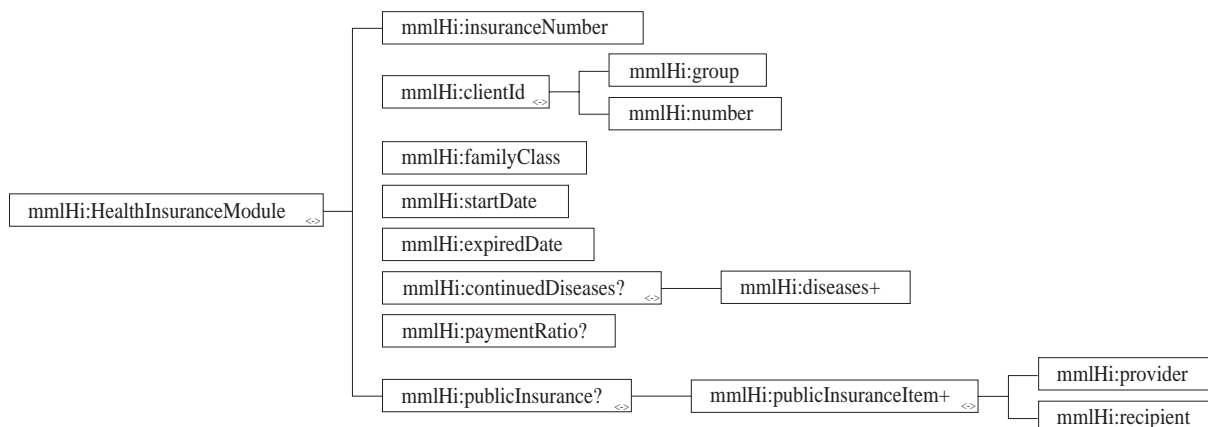 mmlHi:insuranceNumber
mmlHi:group
mmlHi:clientId
<->
mmlHi:number
mmlHi:familyClass
mmlHi:HealthInsuranceModule
<->
mmlHi:startDate
mmlHi:expiredDate
mmlHi:continuedDiseases?
<->
mmlHi:diseases+
mmlHi:paymentRatio?
mmlHi:publicInsurance?
<->
mmlHi:publicInsuranceItem+
<->
mmlHi:provider
mmlHi:recipient